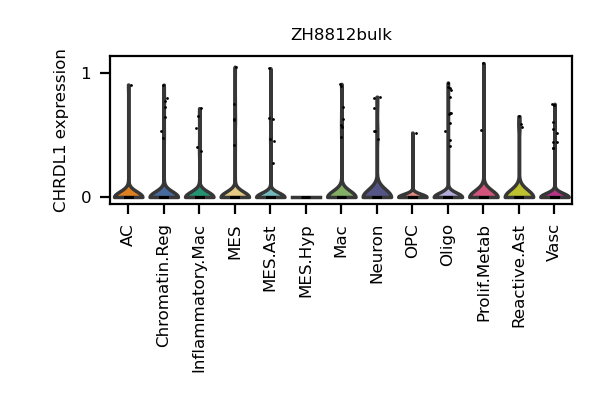 ZH8812bulk
CHRDL1 expression
1
0
AC
Chromatin.Reg
Inflammatory.Mac
MES
MES.Ast
MES.Hyp
Mac
Neuron
OPC
Oligo
Prolif.Metab
Reactive.Ast
Vasc